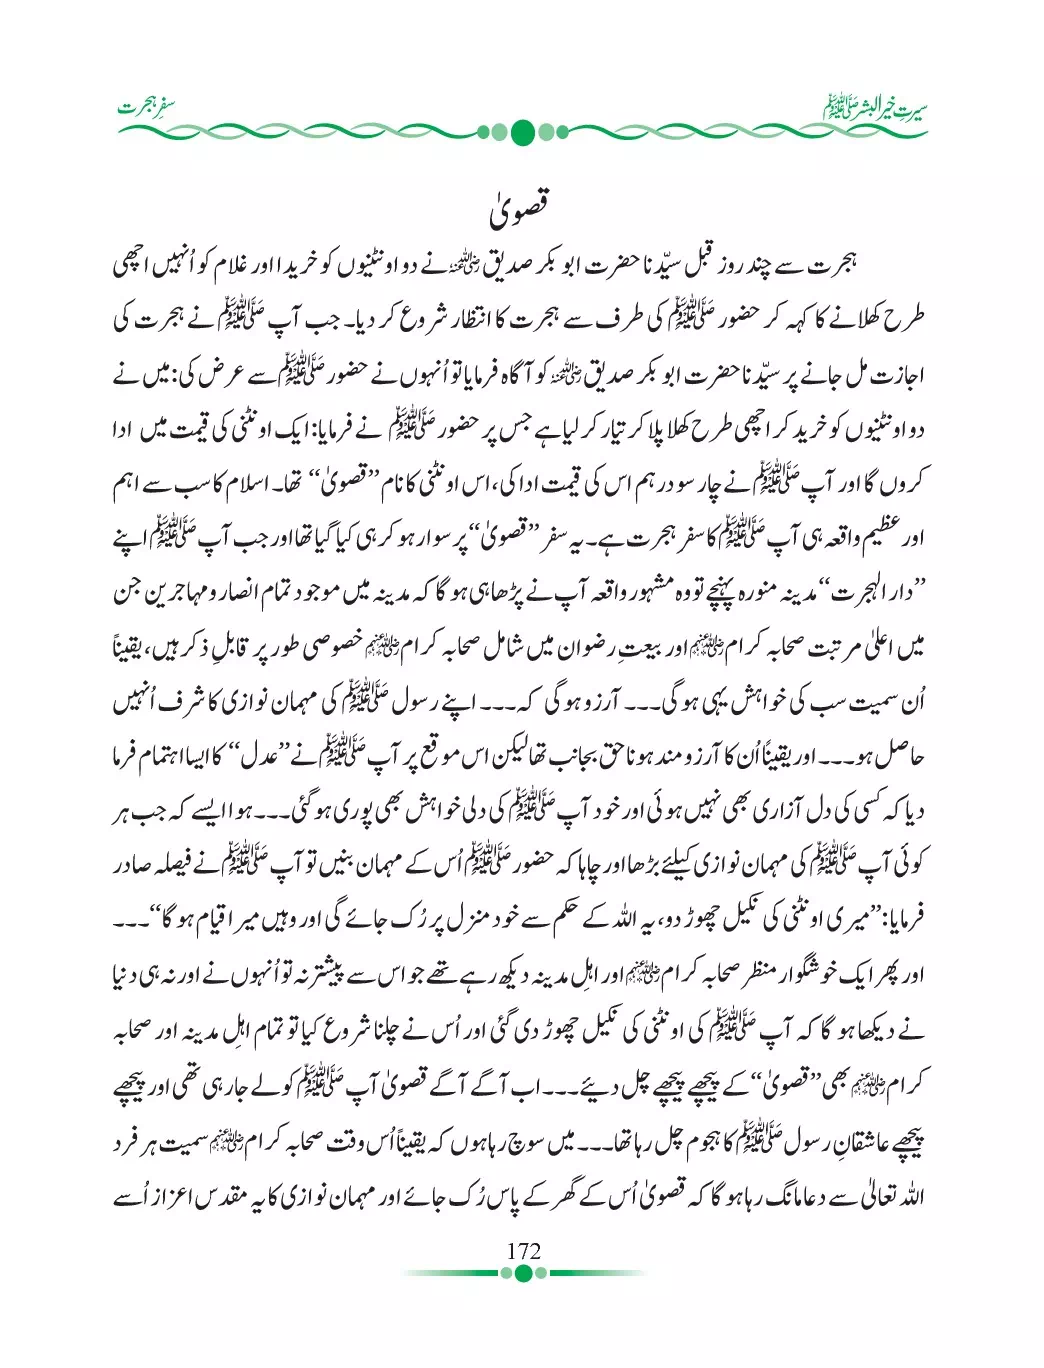 سیرتِ خیر البشر ﷺ
سفرِ ہجرت
قصویٰ
ہجرت سے چند روز قبل سیّدنا حضرت ابو بکر صدیق رضی اللہ عنہ نے دو اونٹنیوں کو خریدا اور غلام کو اُنہیں اچھی
طرح کھلانے کا کہہ کر حضور ﷺ کی طرف سے ہجرت کا انتظار شروع کر دیا۔ جب آپ ﷺ نے ہجرت کی
اجازت مل جانے پر سیّدنا حضرت ابو بکر صدیق رضی اللہ عنہ کو آگاہ فرمایا تو اُنہوں نے حضور ﷺ سے عرض کی: میں نے
دو اونٹنیوں کو خرید کر اچھی طرح کھلا پلا کر تیار کر لیا ہے جس پر حضور ﷺ نے فرمایا: ایک اونٹنی کی قیمت میں ادا
کروں گا اور آپ ﷺ نے چار سو درہم اس کی قیمت ادا کی، اس اونٹنی کا نام ”قصویٰ“ تھا۔ اسلام کا سب سے اہم
اور عظیم واقعہ ہی آپ ﷺ کا سفر ہجرت ہے۔ یہ سفر ”قصویٰ“ پر سوار ہو کر ہی کیا گیا تھا اور جب آپ ﷺ اپنے
”دار الہجرت“ مدینہ منورہ پہنچے تو وہ مشہور واقعہ آپ نے پڑھا ہی ہو گا کہ مدینہ میں موجود تمام انصار و مہاجرین جن
میں اعلیٰ مرتبت صحابہ کرام رضی اللہ عنہم اور بیعتِ رضوان میں شامل صحابہ کرام رضی اللہ عنہم خصوصی طور پر قابلِ ذکر ہیں، یقیناً
اُن سمیت سب کی خواہش یہی ہو گی۔۔۔ آرزو ہو گی کہ۔۔۔ اپنے رسول ﷺ کی مہمان نوازی کا شرف اُنہیں
حاصل ہو۔۔۔ اور یقیناً اُن کا آرزو مند ہونا حق بجانب تھا لیکن اس موقع پر آپ ﷺ نے ”عدل“ کا ایسا اہتمام فرما
دیا کہ کسی کی دل آزاری بھی نہیں ہوئی اور خود آپ ﷺ کی دلی خواہش بھی پوری ہو گئی۔۔۔ ہوا ایسے کہ جب ہر
کوئی آپ ﷺ کی مہمان نوازی کیلئے بڑھا اور چاہا کہ حضور ﷺ اُس کے مہمان بنیں تو آپ ﷺ نے فیصلہ صادر
فرمایا: ”میری اونٹنی کی نکیل چھوڑ دو، یہ اللہ کے حکم سے خود منزل پر رُک جائے گی اور وہیں میرا قیام ہو گا“۔۔۔
اور پھر ایک خوشگوار منظر صحابہ کرام رضی اللہ عنہم اور اہلِ مدینہ دیکھ رہے تھے جو اس سے پیشتر نہ تو اُنہوں نے اور نہ ہی دنیا
نے دیکھا ہو گا کہ آپ ﷺ کی اونٹنی کی نکیل چھوڑ دی گئی اور اُس نے چلنا شروع کیا تو تمام اہلِ مدینہ اور صحابہ
کرام رضی اللہ عنہم بھی ”قصویٰ“ کے پیچھے پیچھے چل دیئے۔۔۔ اب آگے آگے قصویٰ آپ ﷺ کو لے جا رہی تھی اور پیچھے
پیچھے عاشقانِ رسول ﷺ کا ہجوم چل رہا تھا۔۔۔ میں سوچ رہا ہوں کہ یقیناً اُس وقت صحابہ کرام رضی اللہ عنہم سمیت ہر فرد
اللہ تعالیٰ سے دعا مانگ رہا ہو گا کہ قصویٰ اُس کے گھر کے پاس رُک جائے اور مہمان نوازی کا یہ مقدس اعزاز اُسے
172